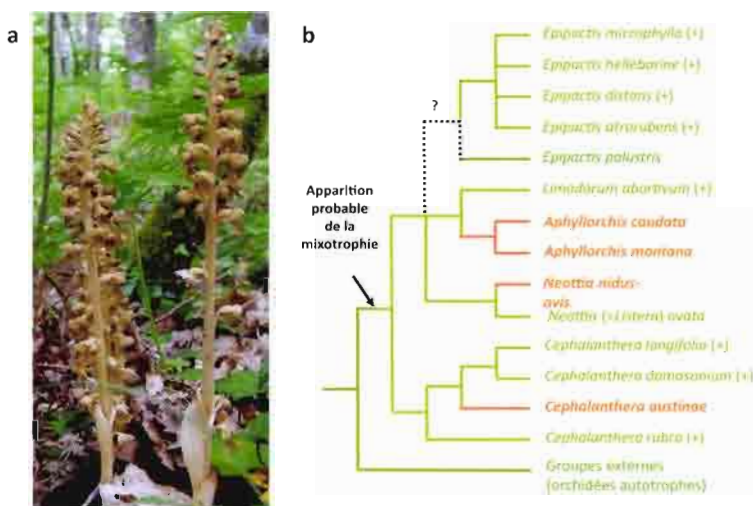 a
b
Epipactis microphylla (+)
Epipactis helleborine (+)
?
Epipactis distans (+)
Epipactis atrorubens (+)
Epipactis palustris
Apparition
probable
de la
mixotrophie
Limodorum abortivum (+)
Aphyllorchis caudata
Aphyllorchis montana
Neottia nidus-
avis
Neottia (=Listera) ovata
Cephalanthera longifolia (+)
Cephalanthera damasonium (+)
Cephalanthera austinae
Cephalanthera rubra (+)
Groupes externes
(orchidées autotrophes)